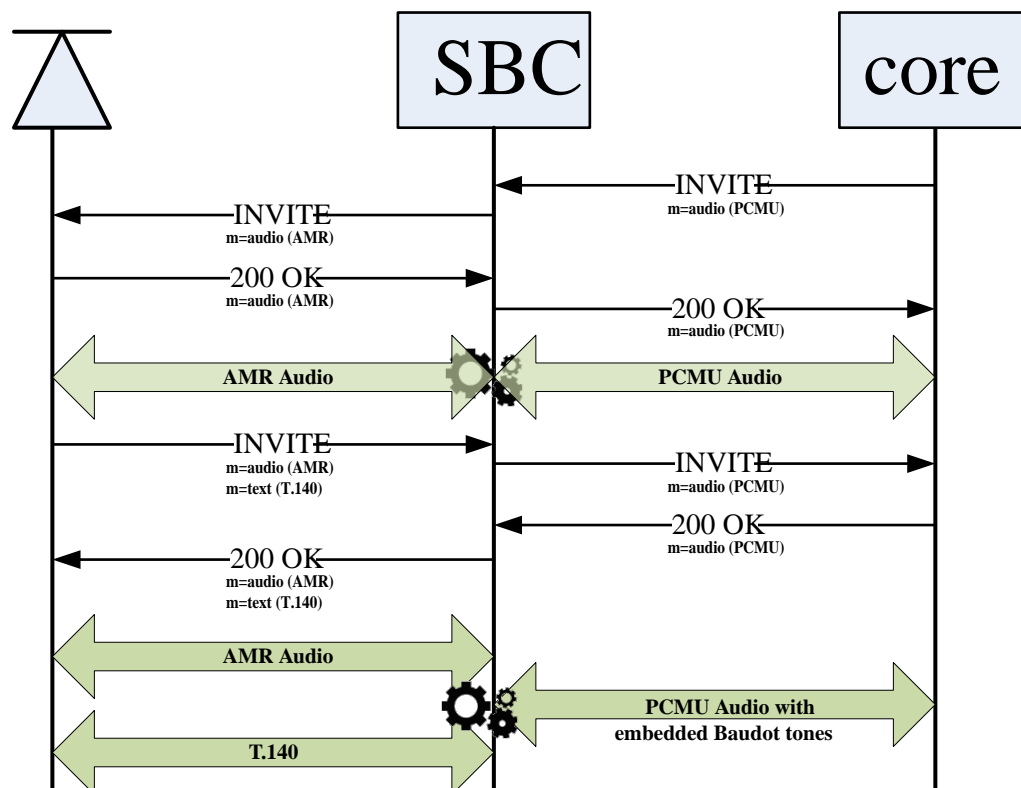 SBC
core
INVITE
m=audio (PCMU)
INVITE
m=audio (AMR)
200 OK
m=audio (AMR)
200 OK
m=audio (PCMU)
AMR Audio
PCMU Audio
INVITE
m=audio (AMR)
m=text (T.140)
INVITE
m=audio (PCMU)
200 OK
m=audio (PCMU)
200 OK
m=audio (AMR)
m=text (T.140)
AMR Audio
PCMU Audio with
embedded Baudot tones
T.140